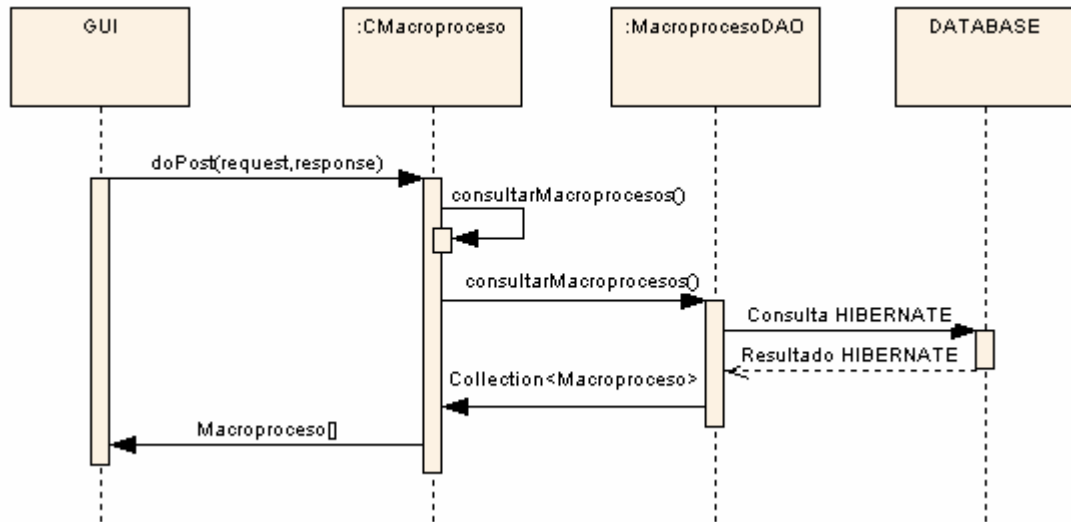 GUI
:CMacroproceso
:MacroprocesoDAO
DATABASE
doPost(request,response)
consultarMacroprocesos()
consultarMacroprocesos()
Consulta HIBERNATE
Resultado HIBERNATE
Collection<Macroproceso>
Macroproceso[]